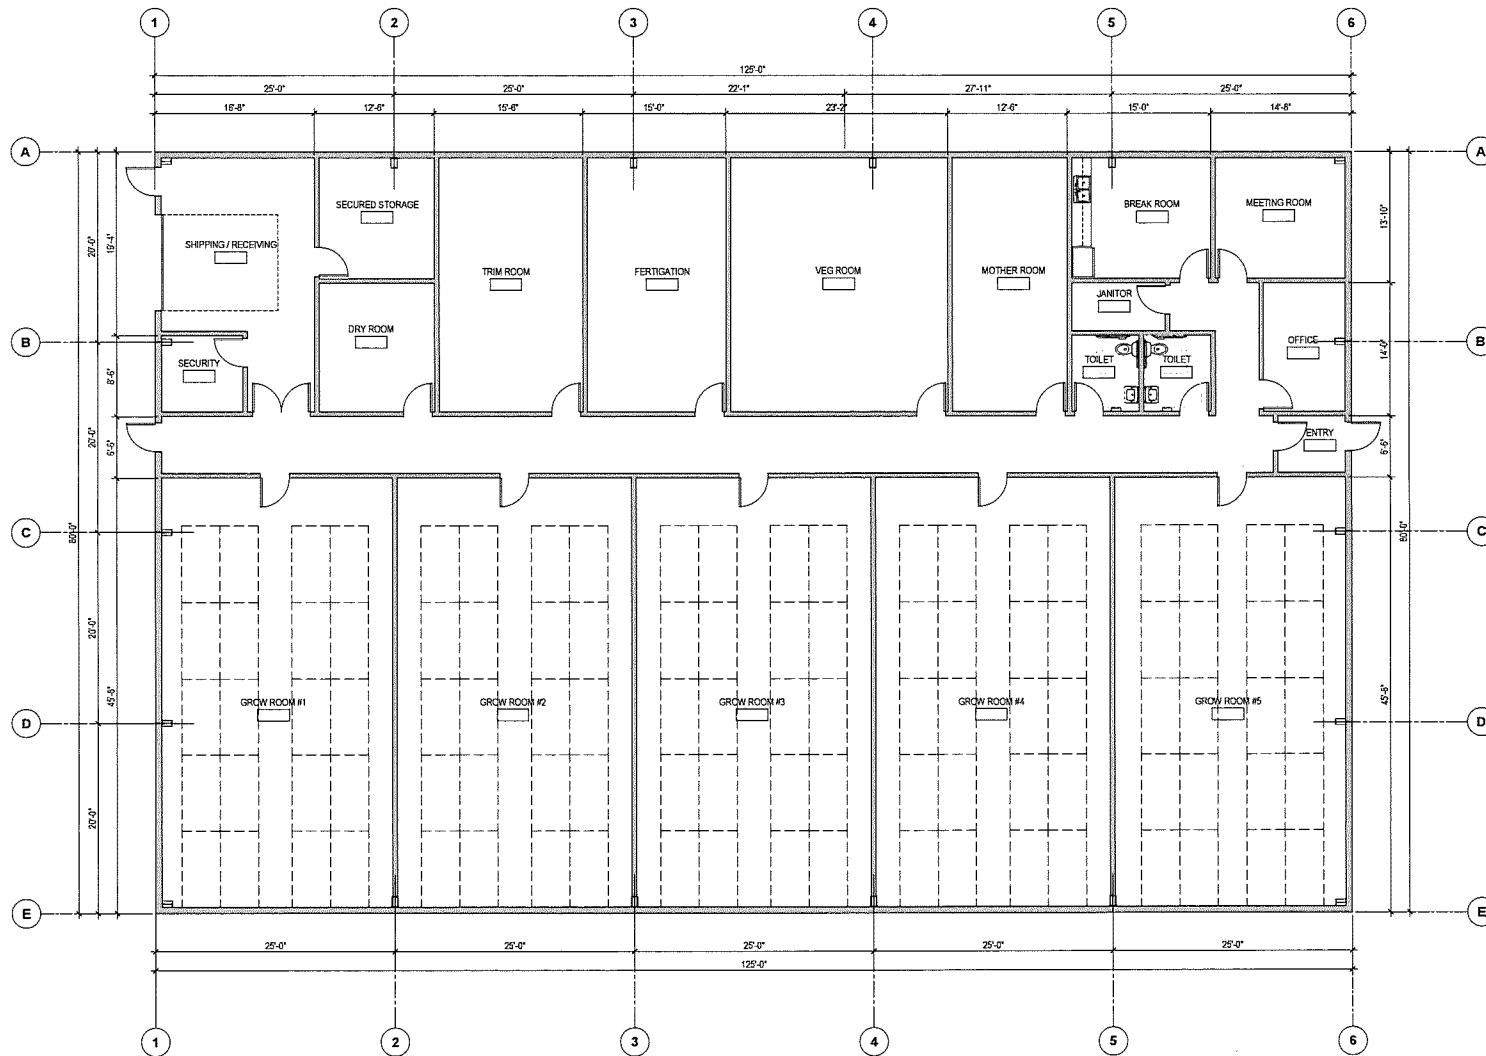 1 2 3 4 5 6
125'-0"
25'-0" 25'-0" 22'-1" 27'-11" 25'-0"
16'-8" 12'-6" 15'-6" 15'-0" 23'-2" 12'-6" 15'-0" 14'-8"
A A
SECURED STORAGE BREAK ROOM MEETING ROOM
20'-0" 19'-4" SHIPPING / RECEIVING 13'-10"
TRIM ROOM FERTIGATION VEG ROOM MOTHER ROOM
JANITOR
DRY ROOM
B OFFICE B
14'-0"
SECURITY TOILET TOILET
8'-6"
ENTRY
20'-0" 6'-6" 6'-6"
C C
80'-0" 80'-0"
20'-0"
45'-8" 45'-8"
GROW ROOM #1 GROW ROOM #2 GROW ROOM #3 GROW ROOM #4 GROW ROOM #5
D D
20'-0"
E E
25'-0" 25'-0" 25'-0" 25'-0" 25'-0"
125'-0"
1 2 3 4 5 6